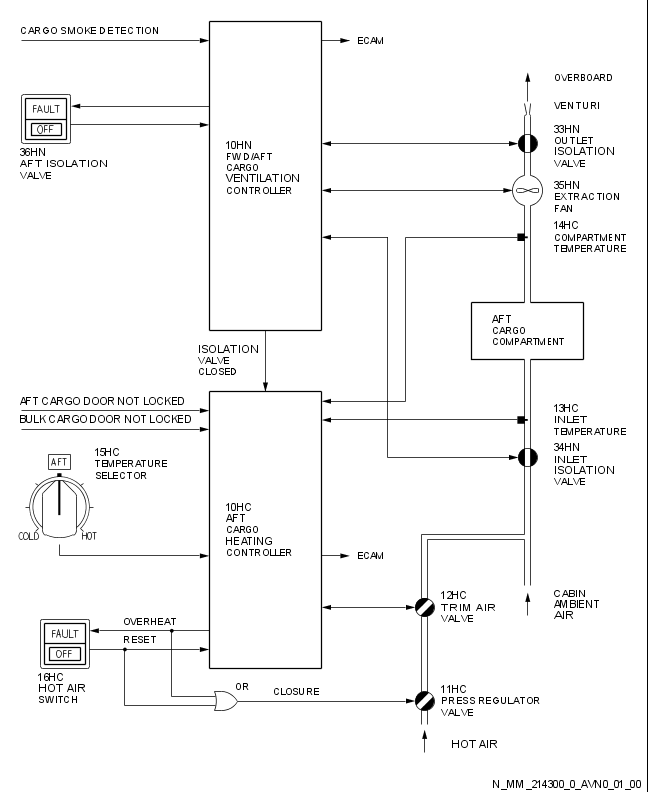 CARGO SMOKE DETECTION
ECAM
OVERBOARD
VENTURI
FAULT
OFF
36HN
AFT ISOLATION
VALVE
10HN
FWD/AFT
CARGO
VENTILATION
CONTROLLER
33HN
OUTLET
ISOLATION
VALVE
35HN
EXTRACTION
FAN
14HC
COMPARTMENT
TEMPERATURE
AFT
CARGO
COMPARTMENT
ISOLATION
VALVE
CLOSED
AFT CARGO DOOR NOT LOCKED
BULK CARGO DOOR NOT LOCKED
13HC
INLET
TEMPERATURE
34HN
INLET
ISOLATION
VALVE
15HC
TEMPERATURE
SELECTOR
AFT
COLD
HOT
10HC
AFT
CARGO
HEATING
CONTROLLER
ECAM
12HC
TRIM AIR
VALVE
CABIN
AMBIENT
AIR
OVERHEAT
RESET
FAULT
OFF
16HC
HOT AIR
SWITCH
OR
CLOSURE
11HC
PRESS REGULATOR
VALVE
HOT AIR
N_MM_214300_0_AVN0_01_00